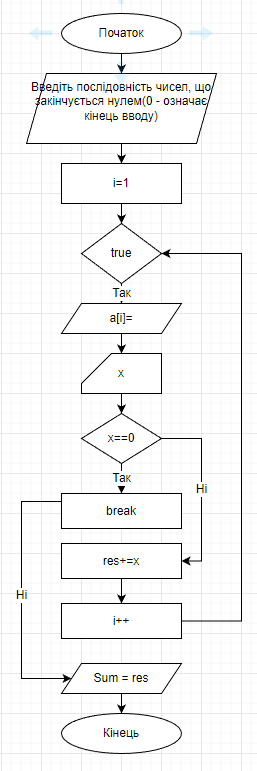 Початок
Введіть послідовність чисел, що
закінчується нулем(0 - означає
кінець вводу)
i=1
true
Так
a[i]=
x
x==0
Так
Ні
break
res+=x
Ні
i++
Sum = res
Кінець